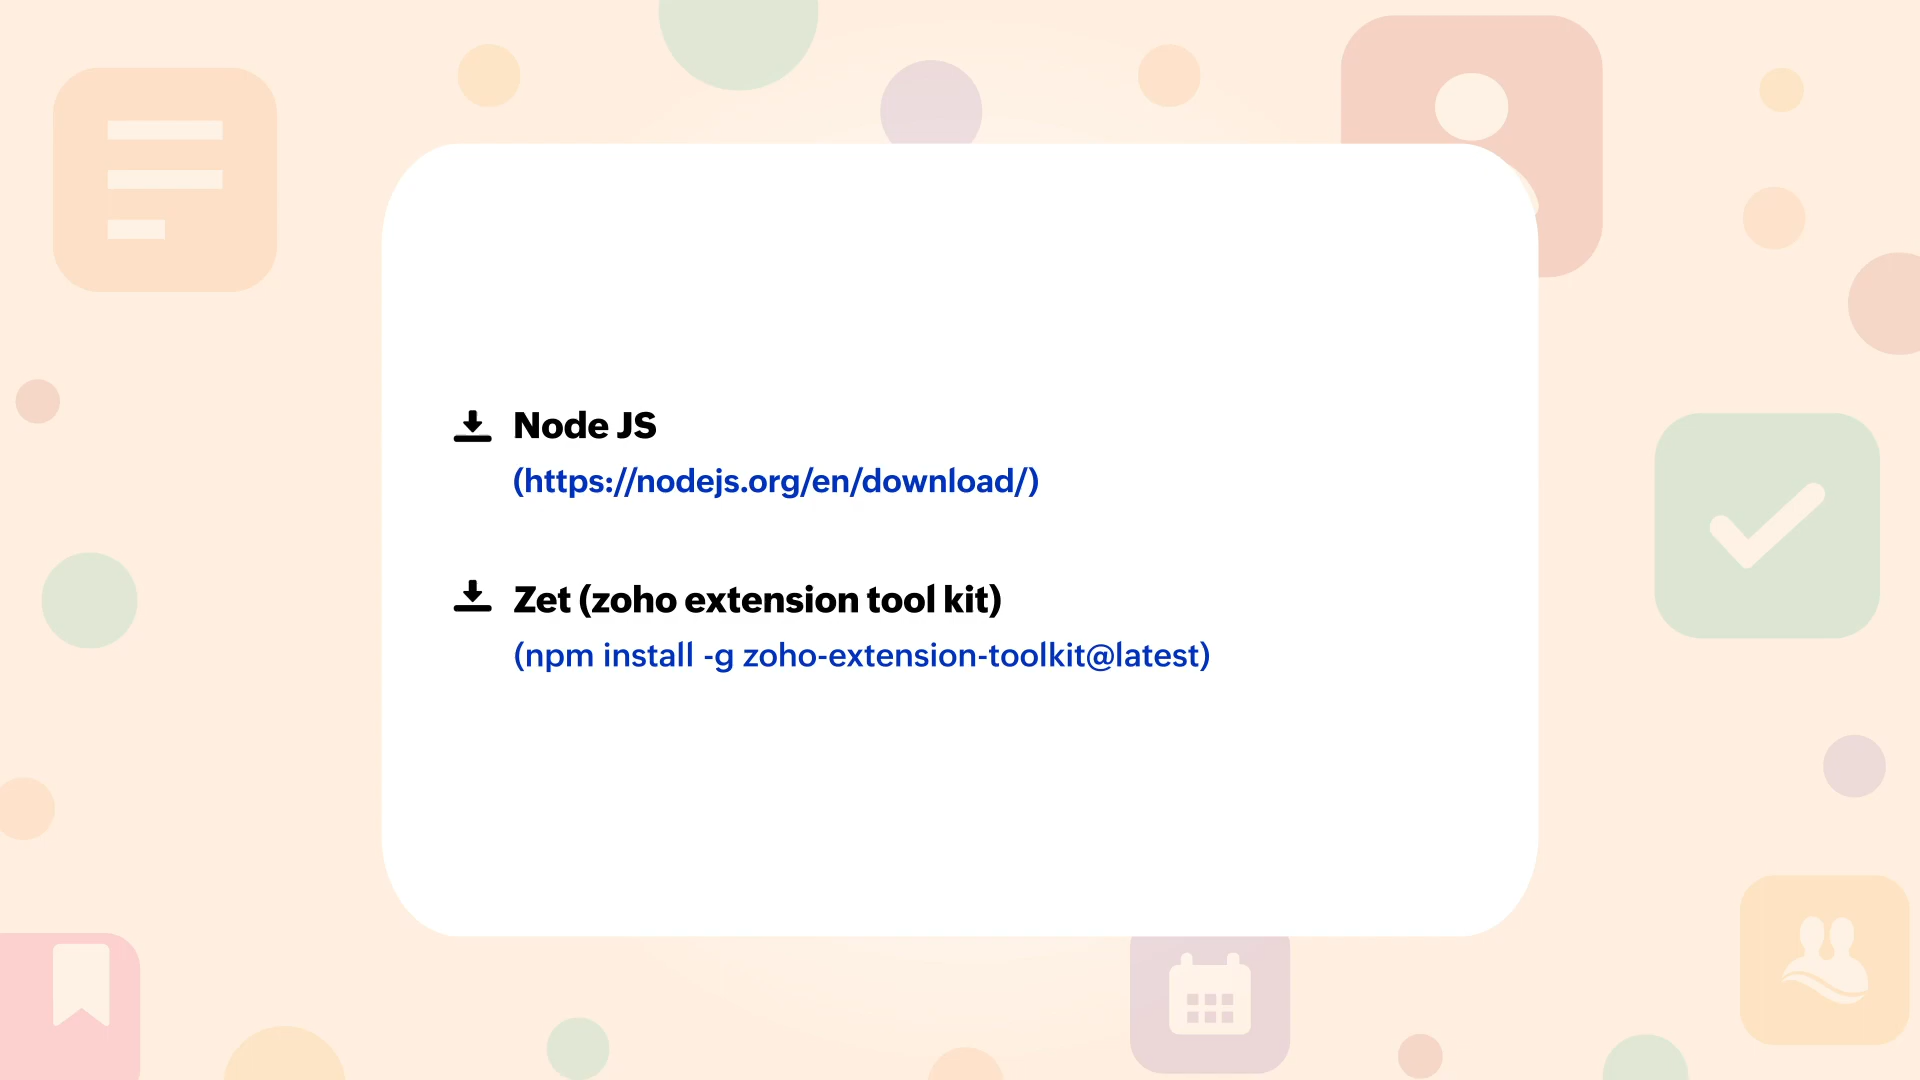 Node JS
(https://nodejs.org/en/download/)
Zet (zoho extension tool kit)
(npm install -g zoho-extension-toolkit@latest)